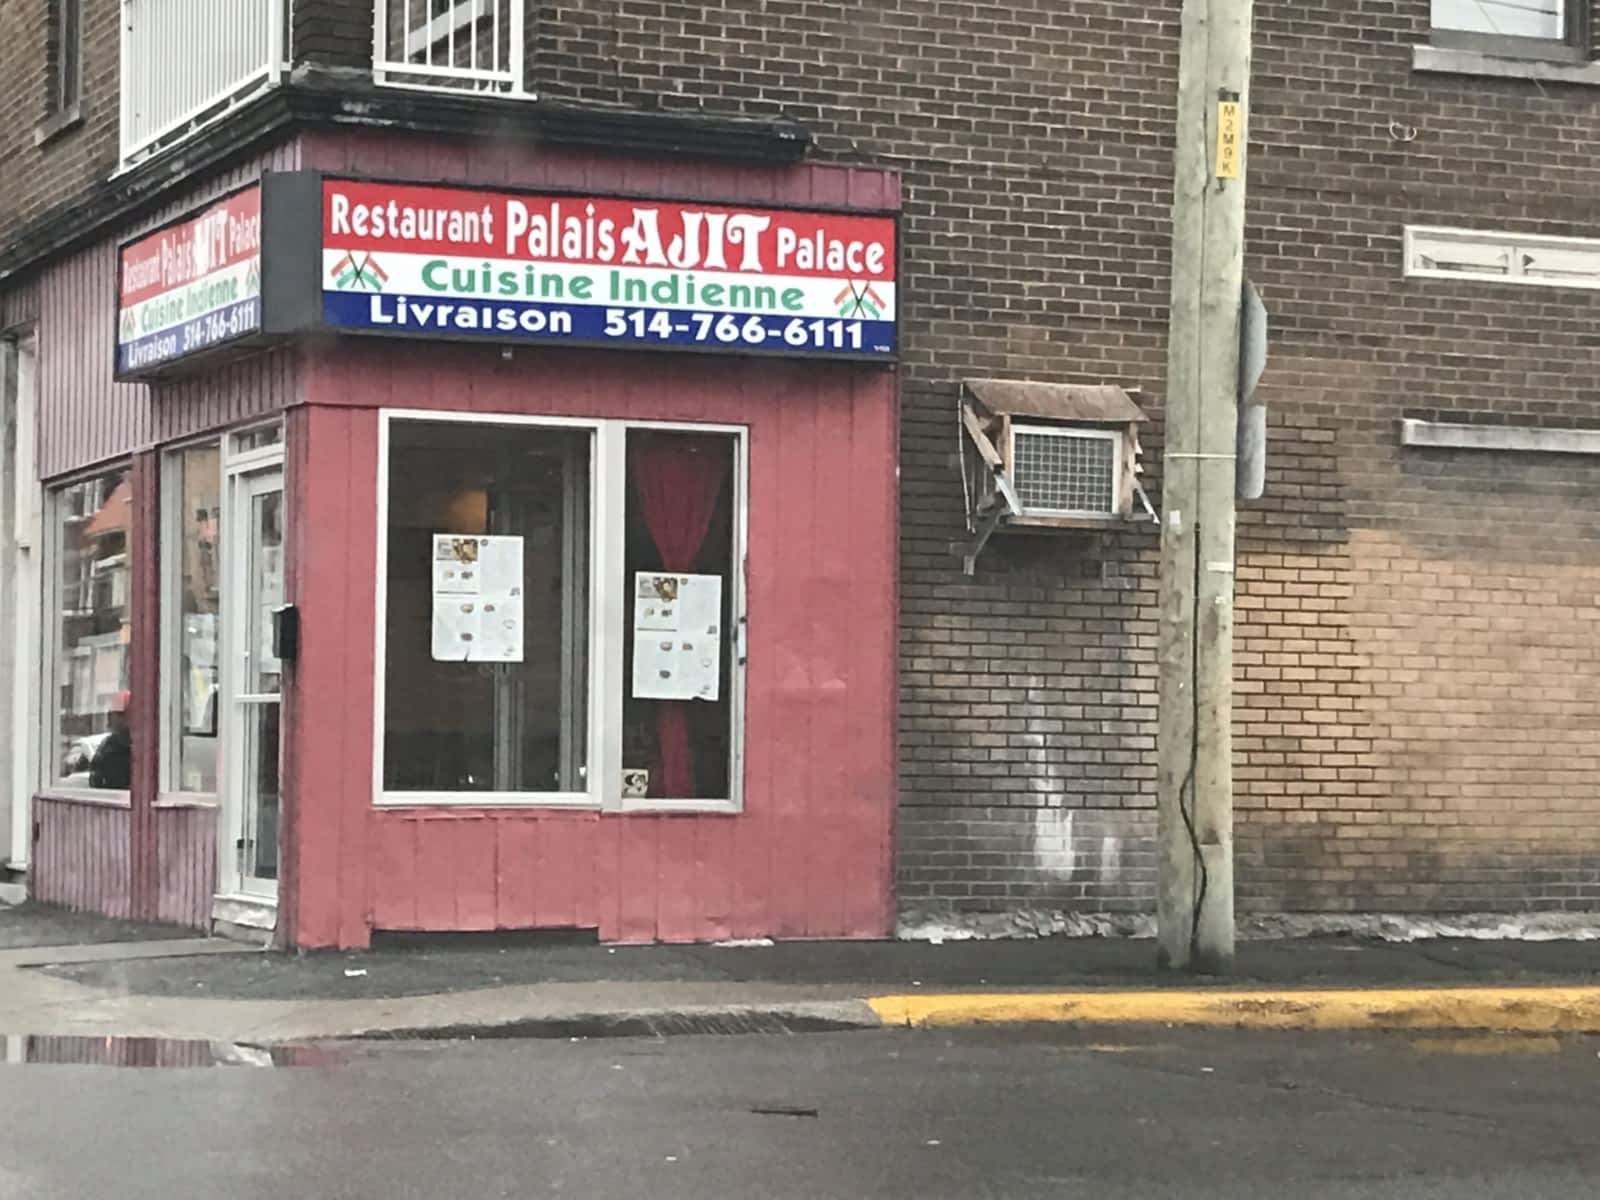 Restaurant Palais AJIT Palace
Cuisine Indienne
Livraison 514-766-6111
Restaurant Palais AJIT Palace
Cuisine Indienne
Livraison 514-766-6111
M2M9K